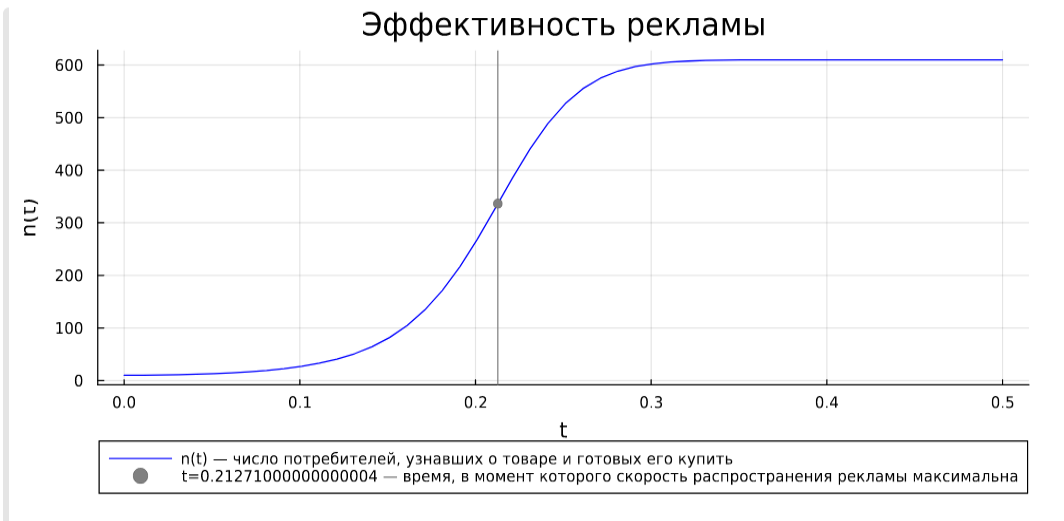 Эффективность рекламы
600
500
400
300
200
100
0
n(t)
0.0 0.1 0.2 0.3 0.4 0.5
t
n(t) — число потребителей, узнавших о товаре и готовых его купить
t=0.21271000000000004 — время, в момент которого скорость распространения рекламы максимальна